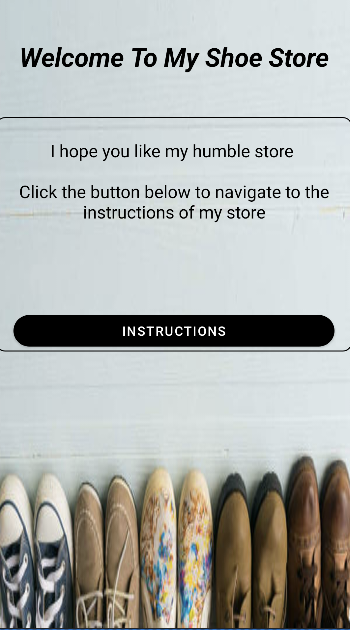 Welcome To My Shoe Store
I hope you like my humble store
Click the button below to navigate to the
instructions of my store
INSTRUCTIONS